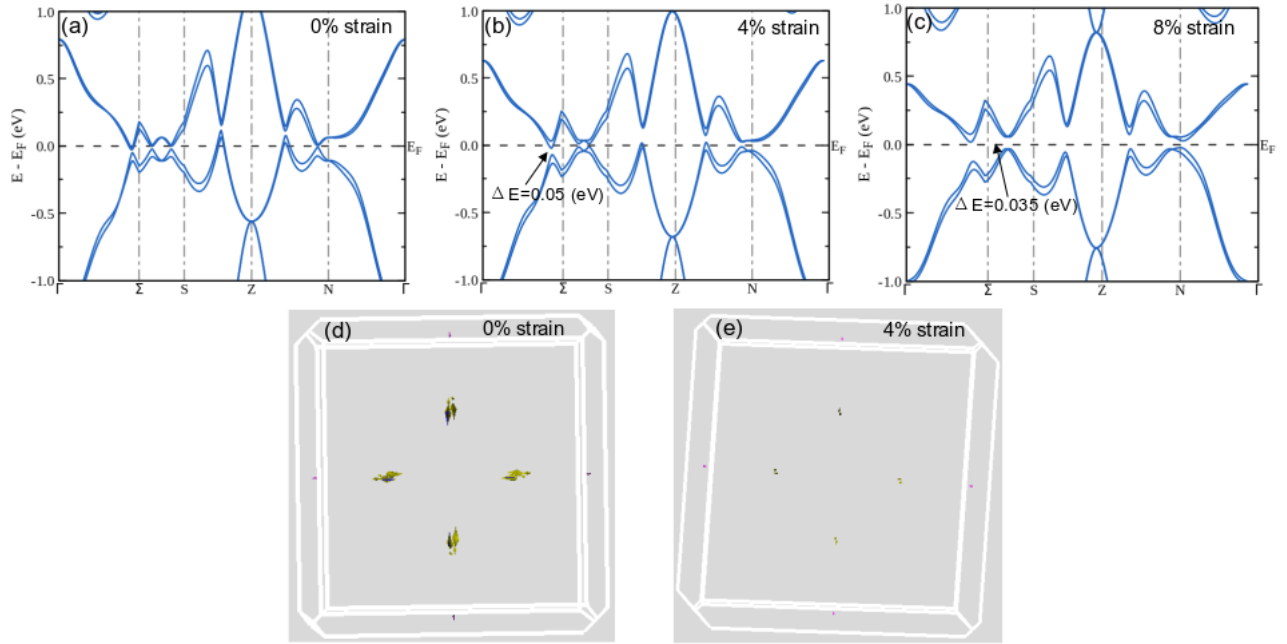 (a) 0% strain
1.0
0.5
0.0
-0.5
-1.0
E - E_F (eV)
E_F
Γ Σ S Z N Γ
(b) 4% strain
1.0
0.5
0.0
-0.5
-1.0
E - E_F (eV)
E_F
Δ E=0.05 (eV)
Γ Σ S Z N Γ
(c) 8% strain
1.0
0.5
0.0
-0.5
-1.0
E - E_F (eV)
E_F
Δ E=0.035 (eV)
Γ Σ S Z N Γ
(d) 0% strain
(e) 4% strain